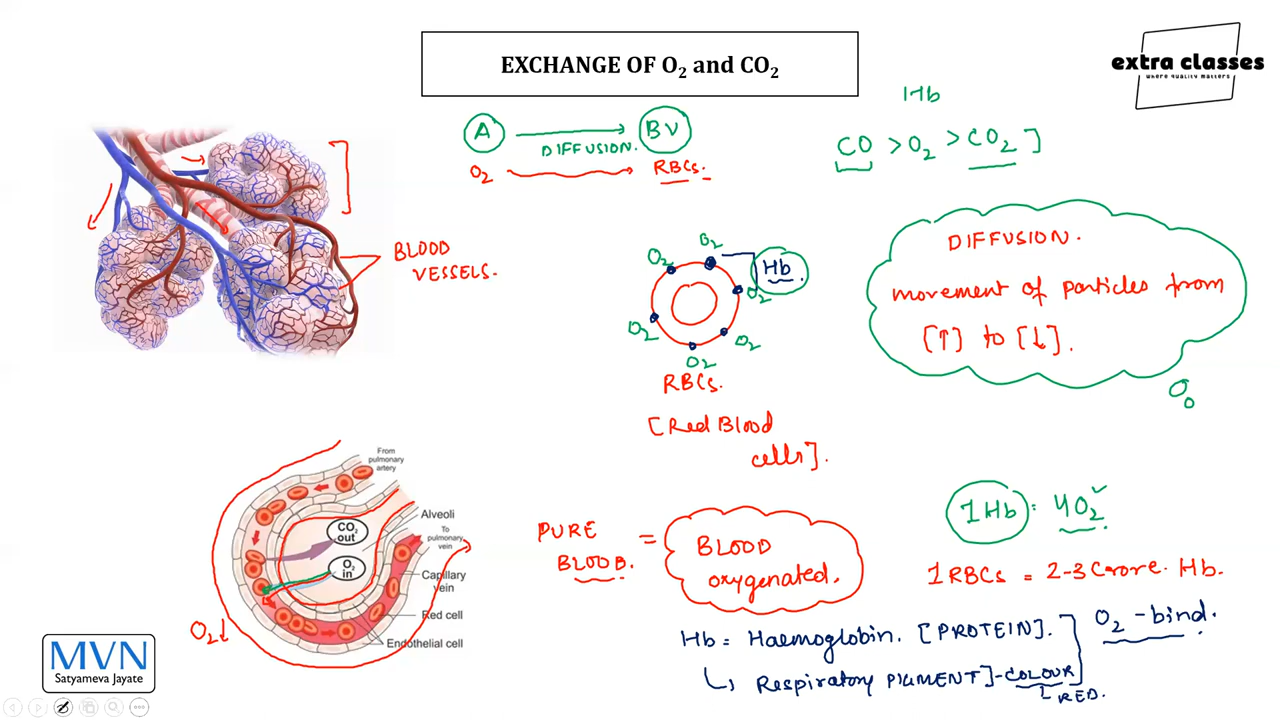 EXCHANGE OF O₂ and CO₂
extra classes
where quality matters
Hb
A → BV
DIFFUSION.
O₂ → RBCs.
CO > O₂ > CO₂]
BLOOD
VESSELS.
O₂
O₂
Hb
O₂
O₂
O₂
O₂
RBCs.
[Red Blood
cells].
DIFFUSION.
movement of particles from
[↑] to [↓].
From
pulmonary
artery
CO₂
out
O₂
in
Alveoli
To
pulmonary
vein
Capillary
vein
Red cell
Endothelial cell
O₂↓
PURE
BLOOB. =
BLOOD
oxygenated.
1Hb = 4O₂✓
1 RBCs = 2-3 Crore. Hb.
Hb = Haemoglobin. [PROTEIN].
O₂ - bind.
↳ Respiratory PIGMENT] - COLOUR
↳ RED.
MVN
Satyameva Jayate